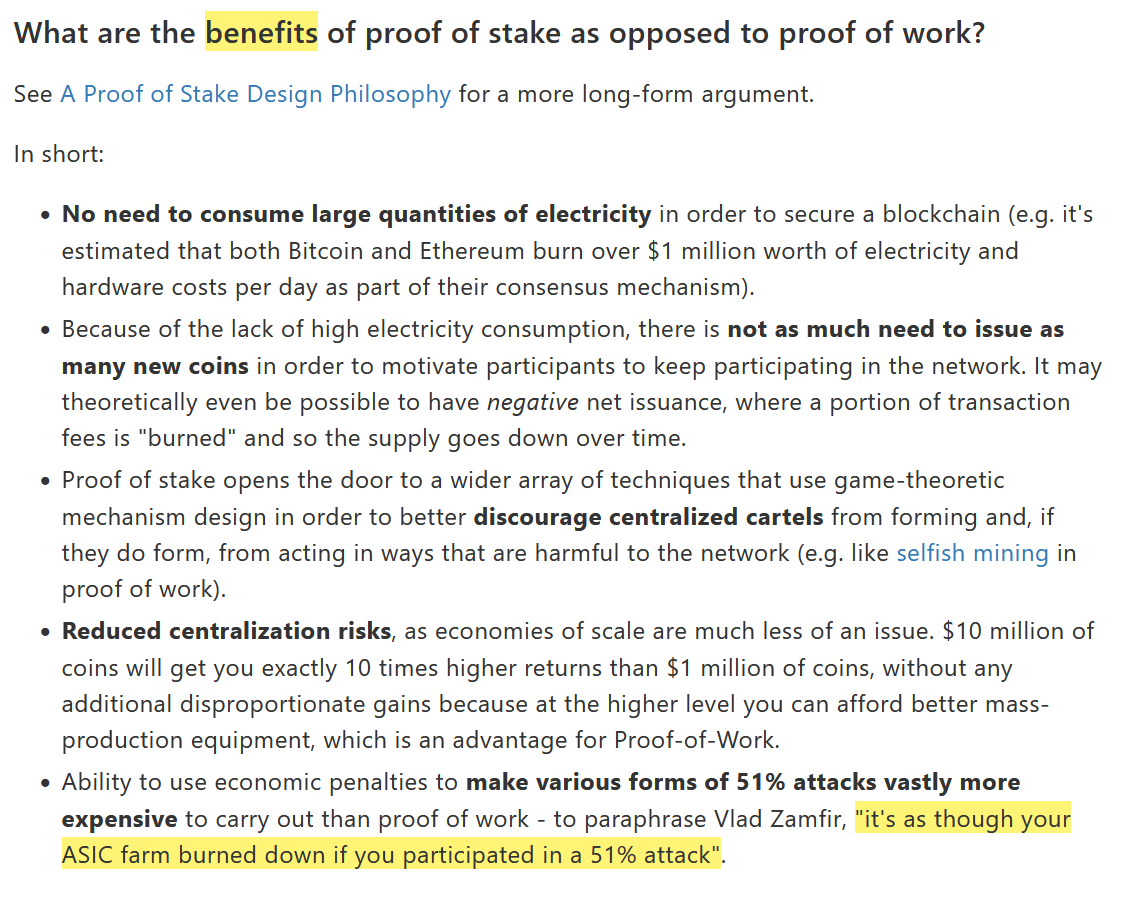 What are the benefits of proof of stake as opposed to proof of work?
See A Proof of Stake Design Philosophy for a more long-form argument.
In short:
• No need to consume large quantities of electricity in order to secure a blockchain (e.g. it's
estimated that both Bitcoin and Ethereum burn over $1 million worth of electricity and
hardware costs per day as part of their consensus mechanism).
• Because of the lack of high electricity consumption, there is not as much need to issue as
many new coins in order to motivate participants to keep participating in the network. It may
theoretically even be possible to have negative net issuance, where a portion of transaction
fees is "burned" and so the supply goes down over time.
• Proof of stake opens the door to a wider array of techniques that use game-theoretic
mechanism design in order to better discourage centralized cartels from forming and, if
they do form, from acting in ways that are harmful to the network (e.g. like selfish mining in
proof of work).
• Reduced centralization risks, as economies of scale are much less of an issue. $10 million of
coins will get you exactly 10 times higher returns than $1 million of coins, without any
additional disproportionate gains because at the higher level you can afford better mass-
production equipment, which is an advantage for Proof-of-Work.
• Ability to use economic penalties to make various forms of 51% attacks vastly more
expensive to carry out than proof of work - to paraphrase Vlad Zamfir, "it's as though your
ASIC farm burned down if you participated in a 51% attack".